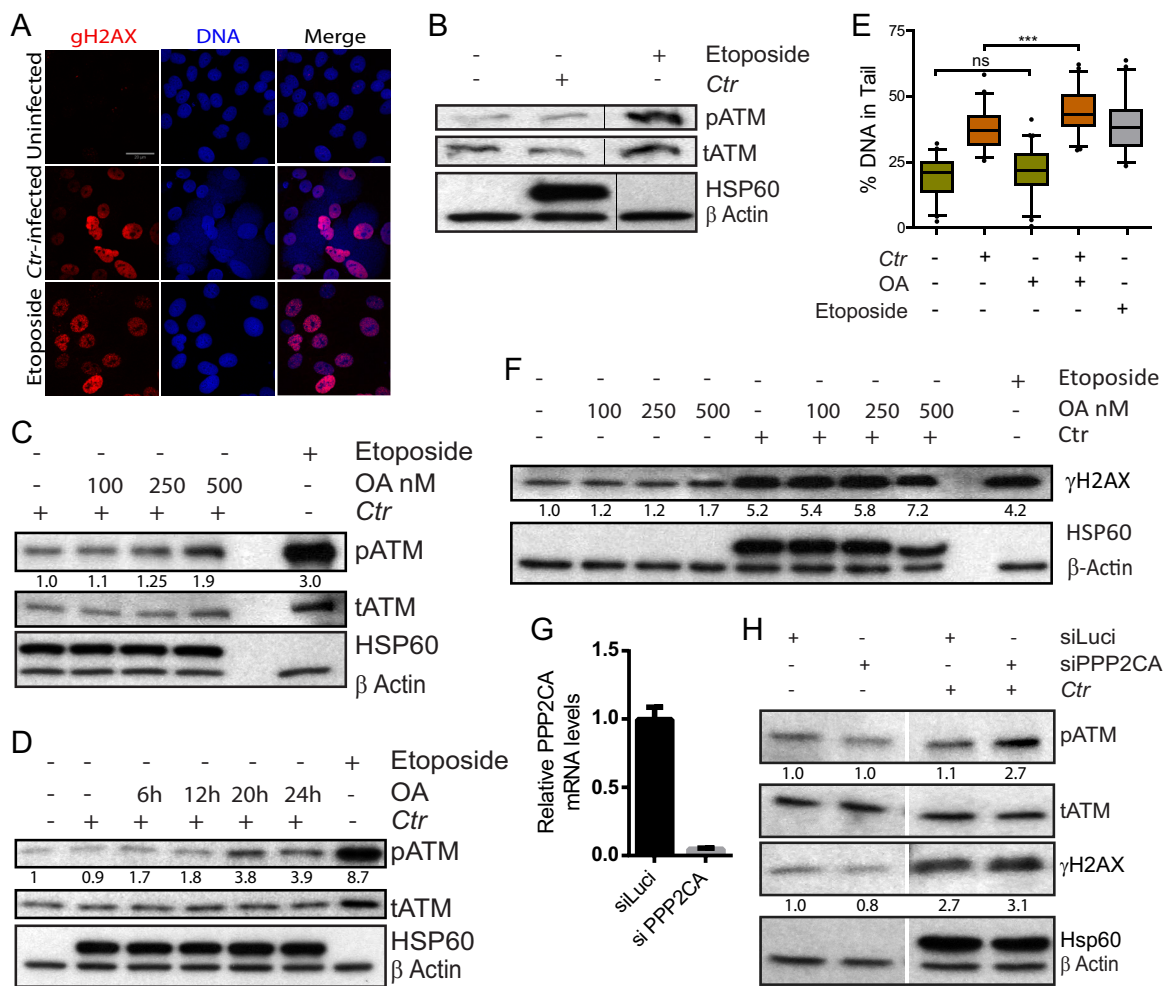 A
gH2AX DNA Merge
Uninfected
Ctr-infected
Etoposide
B
- - + Etoposide
- + - Ctr
pATM
tATM
HSP60
β Actin
E
% DNA in Tail
75
50
25
0
ns
***
Ctr - + - + -
OA - - + + -
Etoposide - - - - +
C
- - - - + Etoposide
- 100 250 500 - OA nM
+ + + + - Ctr
pATM
1.0 1.1 1.25 1.9 3.0
tATM
HSP60
β Actin
D
- - - - - - + Etoposide
- - 6h 12h 20h 24h - OA
- + + + + + - Ctr
pATM
1 0.9 1.7 1.8 3.8 3.9 8.7
tATM
HSP60
β Actin
F
- - - - - - - - + Etoposide
- 100 250 500 - 100 250 500 - OA nM
- - - - + + + + - Ctr
γH2AX
1.0 1.2 1.2 1.7 5.2 5.4 5.8 7.2 4.2
HSP60
β-Actin
G
Relative PPP2CA
mRNA levels
1.5
1.0
0.5
0.0
siLuci
si PPP2CA
H
+ - + - siLuci
- + - + siPPP2CA
- - + + Ctr
pATM
1.0 1.0 1.1 2.7
tATM
γH2AX
1.0 0.8 2.7 3.1
Hsp60
β Actin